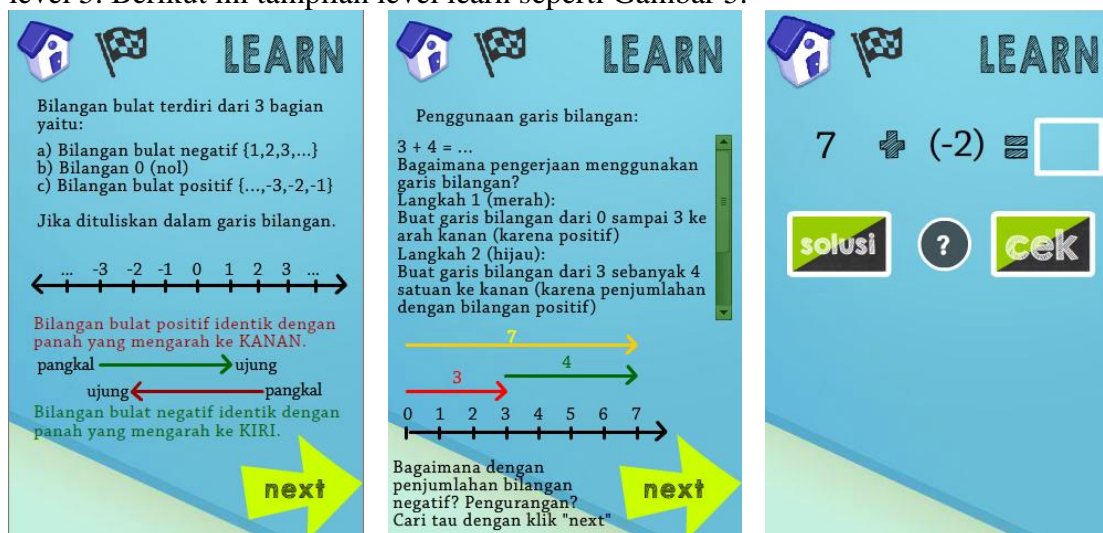 level 3. Berikut ini tampilan level learn seperti Gambar 3.
LEARN
Bilangan bulat terdiri dari 3 bagian
yaitu:
a) Bilangan bulat negatif {1,2,3,...}
b) Bilangan 0 (nol)
c) Bilangan bulat positif {...,-3,-2,-1}
Jika dituliskan dalam garis bilangan.
... -3 -2 -1 0 1 2 3 ...
Bilangan bulat positif identik dengan
panah yang mengarah ke KANAN.
pangkal ujung
ujung pangkal
Bilangan bulat negatif identik dengan
panah yang mengarah ke KIRI.
next
LEARN
Penggunaan garis bilangan:
3 + 4 = ...
Bagaimana pengerjaan menggunakan
garis bilangan?
Langkah 1 (merah):
Buat garis bilangan dari 0 sampai 3 ke
arah kanan (karena positif)
Langkah 2 (hijau):
Buat garis bilangan dari 3 sebanyak 4
satuan ke kanan (karena penjumlahan
dengan bilangan positif)
7
4
3
0 1 2 3 4 5 6 7
Bagaimana dengan
penjumlahan bilangan
negatif? Pengurangan?
Cari tau dengan klik "next"
next
LEARN
7 + (-2) =
solusi ? cek